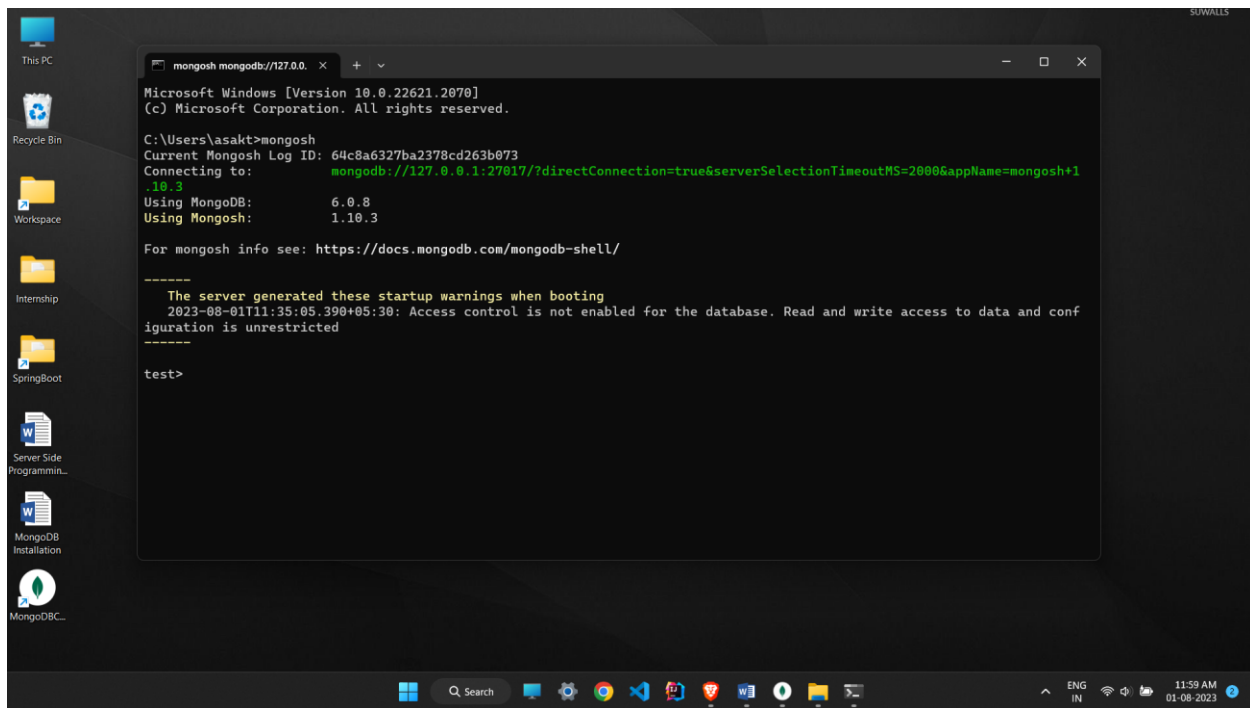 SUWALLS
This PC
Recycle Bin
Workspace
Internship
SpringBoot
Server Side
Programmin...
MongoDB
Installation
MongoDBC...
mongosh mongodb://127.0.0.
Microsoft Windows [Version 10.0.22621.2070]
(c) Microsoft Corporation. All rights reserved.
C:\Users\asakt>mongosh
Current Mongosh Log ID: 64c8a6327ba2378cd263b073
Connecting to: mongodb://127.0.0.1:27017/?directConnection=true&serverSelectionTimeoutMS=2000&appName=mongosh+1
.10.3
Using MongoDB: 6.0.8
Using Mongosh: 1.10.3
For mongosh info see: https://docs.mongodb.com/mongodb-shell/
------
The server generated these startup warnings when booting
2023-08-01T11:35:05.390+05:30: Access control is not enabled for the database. Read and write access to data and conf
iguration is unrestricted
------
test>
Search
ENG
IN
11:59 AM
01-08-2023
2